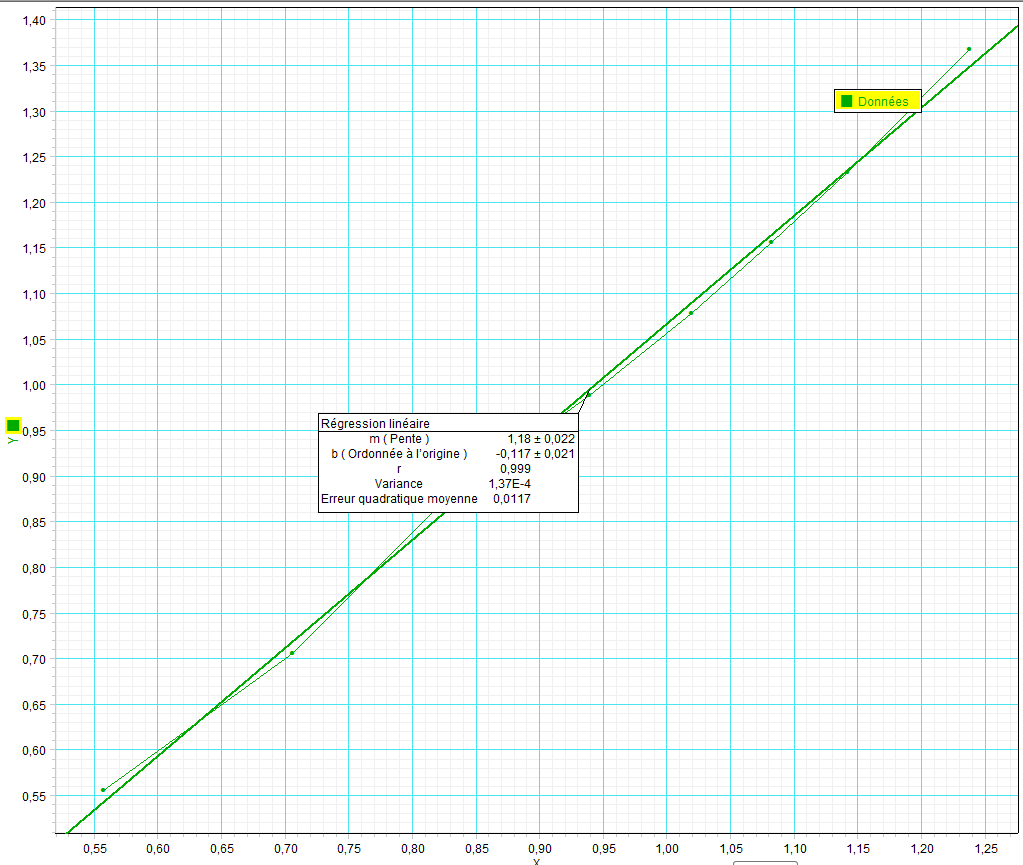 1,40
1,35
1,30
1,25
1,20
1,15
1,10
1,05
1,00
0,95
0,90
0,85
0,80
0,75
0,70
0,65
0,60
0,55
Y
Données
Régression linéaire
m ( Pente ) 1,18 ± 0,022
b ( Ordonnée à l'origine ) -0,117 ± 0,021
r 0,999
Variance 1,37E-4
Erreur quadratique moyenne 0,0117
0,55 0,60 0,65 0,70 0,75 0,80 0,85 0,90 0,95 1,00 1,05 1,10 1,15 1,20 1,25
X